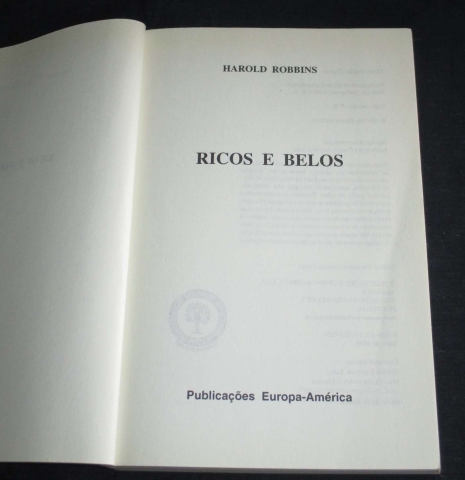 HAROLD ROBBINS
RICOS E BELOS
Publicações Europa-América